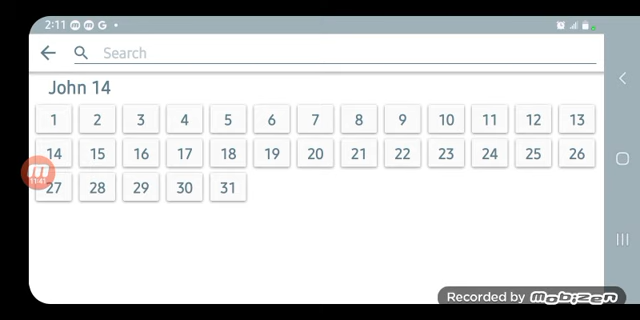 2:11
Search
John 14
1 2 3 4 5 6 7 8 9 10 11 12 13
14 15 16 17 18 19 20 21 22 23 24 25 26
27 28 29 30 31
Recorded by mobizen